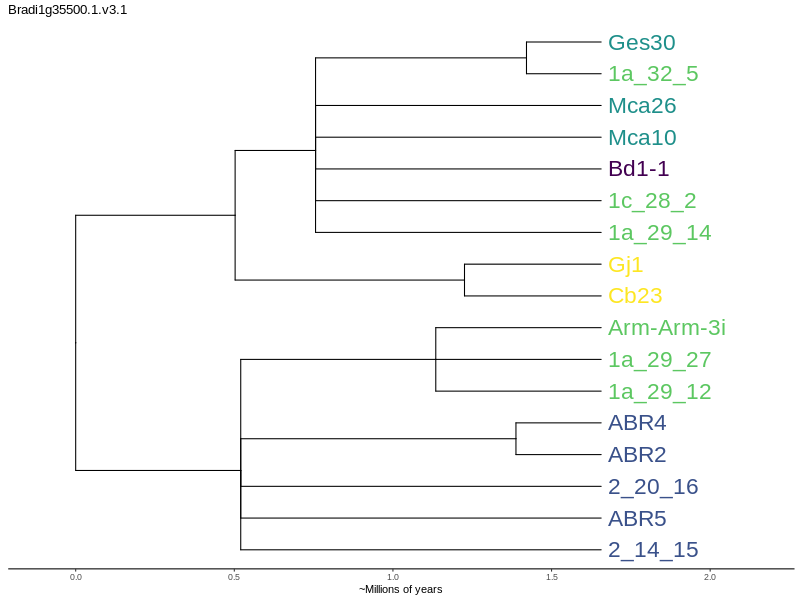 Bradi1g35500.1.v3.1
Ges30
1a_32_5
Mca26
Mca10
Bd1-1
1c_28_2
1a_29_14
Gj1
Cb23
Arm-Arm-3i
1a_29_27
1a_29_12
ABR4
ABR2
2_20_16
ABR5
2_14_15
0.0 0.5 1.0 1.5 2.0
~Millions of years